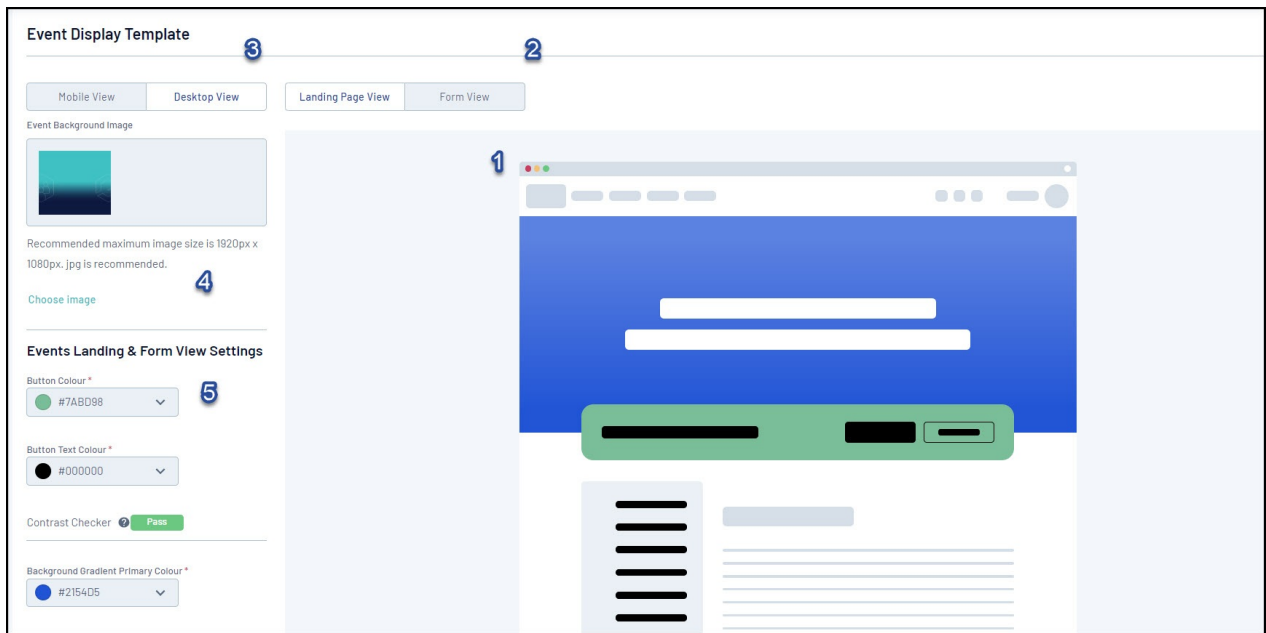 Event Display Template
3
2
Mobile View
Desktop View
Landing Page View
Form View
Event Background Image
1
Recommended maximum image size is 1920px x
1080px. jpg is recommended.
4
Choose image
Events Landing & Form View Settings
Button Colour *
5
#7ABD98
Button Text Colour *
#000000
Contrast Checker ? Pass
Background Gradient Primary Colour *
#2154D5